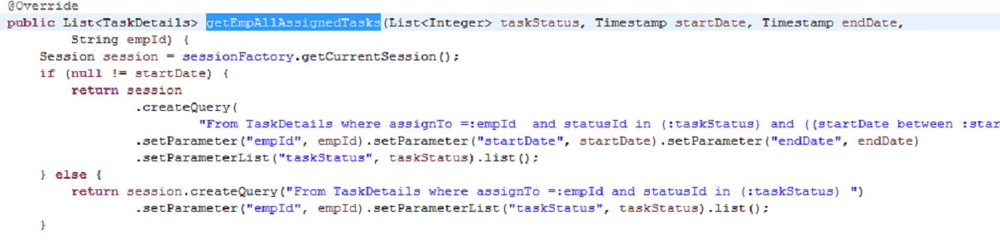 @Override
public List<TaskDetails> getEmpAllAssignedTasks(List<Integer> taskStatus, Timestamp startDate, Timestamp endDate,
        String empId) {
    Session session = sessionFactory.getCurrentSession();
    if (null != startDate) {
        return session
                .createQuery(
                        "From TaskDetails where assignTo =:empId  and statusId in (:taskStatus) and ((startDate between :star
                .setParameter("empId", empId).setParameter("startDate", startDate).setParameter("endDate", endDate)
                .setParameterList("taskStatus", taskStatus).list();
    } else {
        return session.createQuery("From TaskDetails where assignTo =:empId and statusId in (:taskStatus) ")
                .setParameter("empId", empId).setParameterList("taskStatus", taskStatus).list();
    }